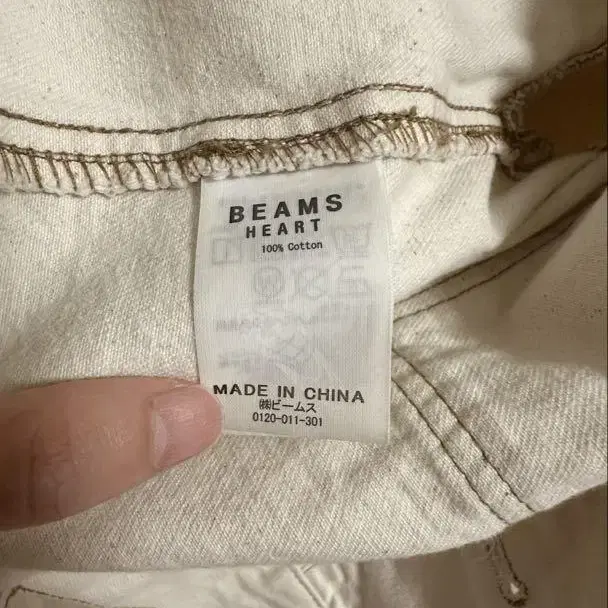 BEAMS
HEART
100% Cotton
MADE IN CHINA
㈱ビームス
0120-011-301